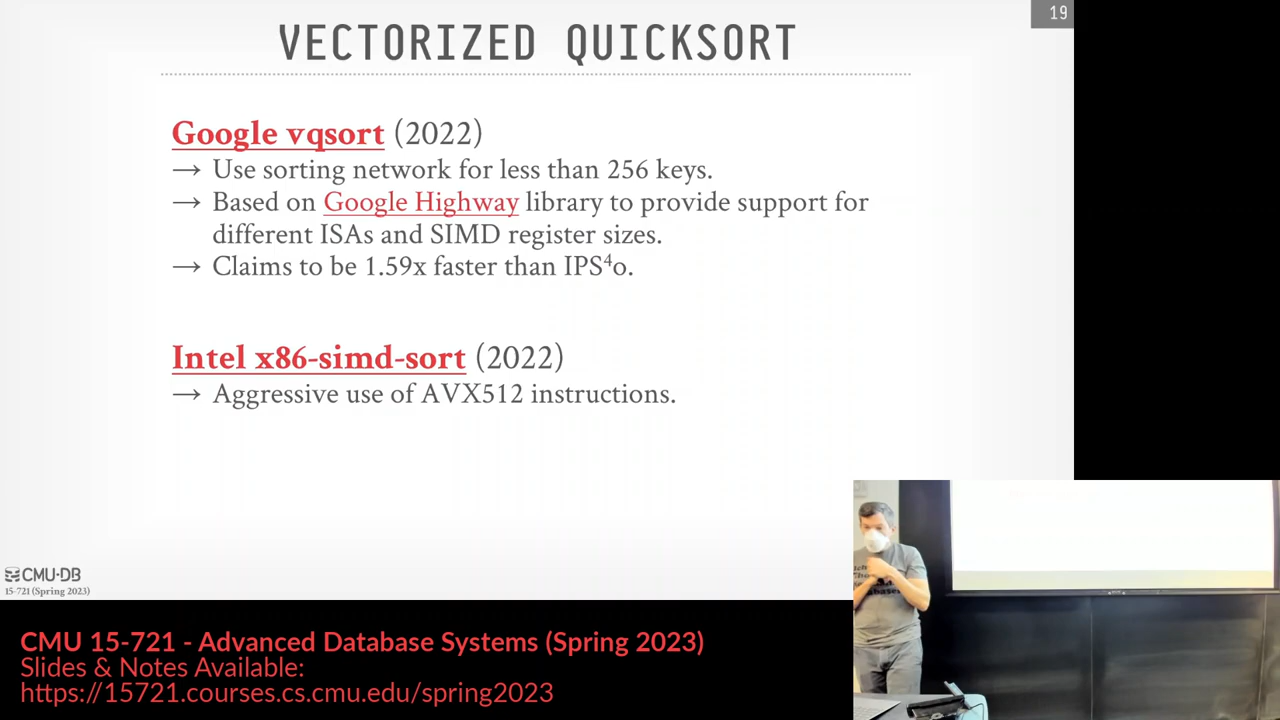 19
VECTORIZED QUICKSORT
Google vqsort (2022)
→ Use sorting network for less than 256 keys.
→ Based on Google Highway library to provide support for
different ISAs and SIMD register sizes.
→ Claims to be 1.59x faster than IPS⁴o.
Intel x86-simd-sort (2022)
→ Aggressive use of AVX512 instructions.
CMU·DB
15-721 (Spring 2023)
CMU 15-721 - Advanced Database Systems (Spring 2023)
Slides & Notes Available:
https://15721.courses.cs.cmu.edu/spring2023